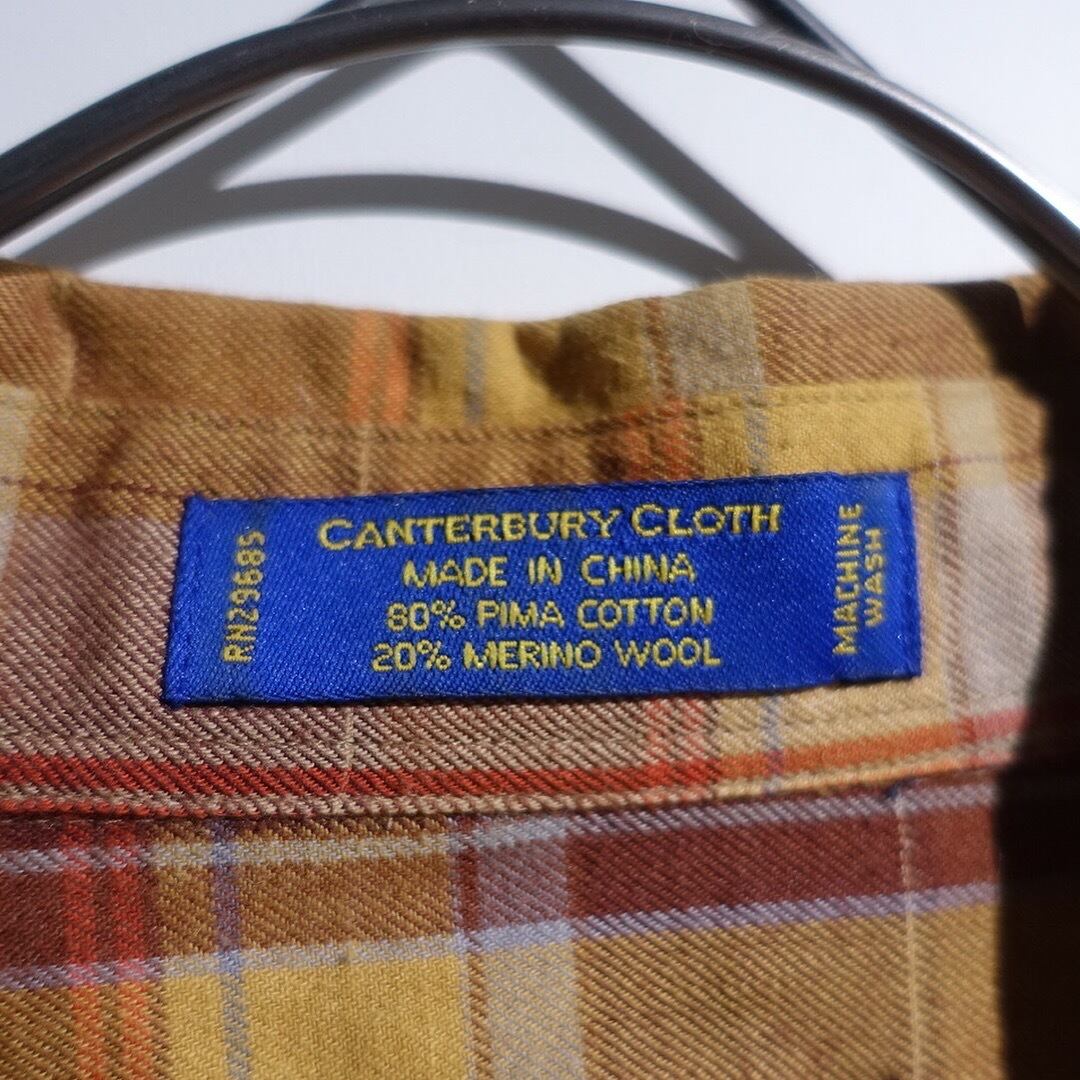 RN29685
CANTERBURY CLOTH
MADE IN CHINA
80% PIMA COTTON
20% MERINO WOOL
MACHINE
WASH